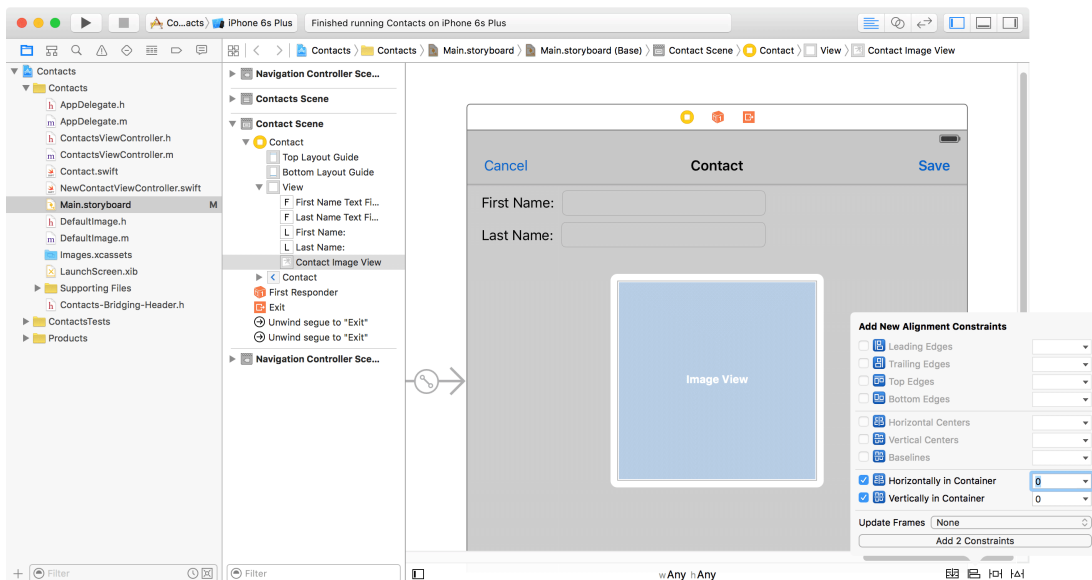 Co...acts) iPhone 6s Plus Finished running Contacts on iPhone 6s Plus
Contacts Contacts Main.storyboard Main.storyboard (Base) Contact Scene Contact View Contact Image View
Contacts
Contacts
h AppDelegate.h
m AppDelegate.m
h ContactsViewController.h
m ContactsViewController.m
Contact.swift
NewContactViewController.swift
Main.storyboard M
h DefaultImage.h
m DefaultImage.m
Images.xcassets
LaunchScreen.xib
Supporting Files
h Contacts-Bridging-Header.h
ContactsTests
Products
Filter
Navigation Controller Sce...
Contacts Scene
Contact Scene
Contact
Top Layout Guide
Bottom Layout Guide
View
F First Name Text Fi...
F Last Name Text Fi...
L First Name:
L Last Name:
Contact Image View
Contact
First Responder
Exit
Unwind segue to "Exit"
Unwind segue to "Exit"
Navigation Controller Sce...
Filter
Cancel Contact Save
First Name:
Last Name:
Image View
wAny hAny
Add New Alignment Constraints
Leading Edges
Trailing Edges
Top Edges
Bottom Edges
Horizontal Centers
Vertical Centers
Baselines
Horizontally in Container 0
Vertically in Container 0
Update Frames None
Add 2 Constraints